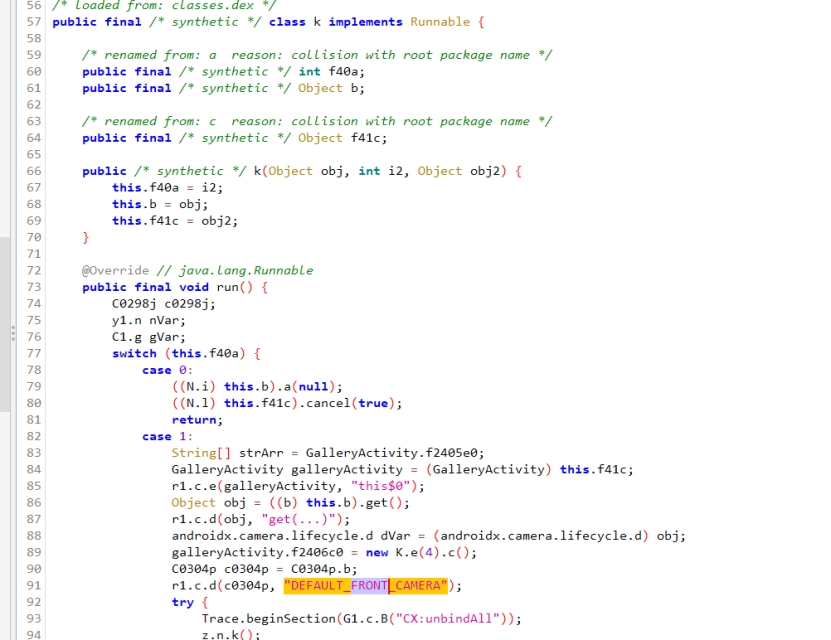 56 /* loaded from: classes.dex */
57 public final /* synthetic */ class k implements Runnable {
58
59 /* renamed from: a  reason: collision with root package name */
60 public final /* synthetic */ int f40a;
61 public final /* synthetic */ Object b;
62
63 /* renamed from: c  reason: collision with root package name */
64 public final /* synthetic */ Object f41c;
65
66 public /* synthetic */ k(Object obj, int i2, Object obj2) {
67 this.f40a = i2;
68 this.b = obj;
69 this.f41c = obj2;
70 }
71
72 @Override // java.lang.Runnable
73 public final void run() {
74 C0298j c0298j;
75 y1.n nVar;
76 C1.g gVar;
77 switch (this.f40a) {
78 case 0:
79 ((N.i) this.b).a(null);
80 ((N.l) this.f41c).cancel(true);
81 return;
82 case 1:
83 String[] strArr = GalleryActivity.f2405e0;
84 GalleryActivity galleryActivity = (GalleryActivity) this.f41c;
85 r1.c.e(galleryActivity, "this$0");
86 Object obj = ((b) this.b).get();
87 r1.c.d(obj, "get(...)");
88 androidx.camera.lifecycle.d dVar = (androidx.camera.lifecycle.d) obj;
89 galleryActivity.f2406c0 = new K.e(4).c();
90 C0304p c0304p = C0304p.b;
91 r1.c.d(c0304p, "DEFAULT_FRONT_CAMERA");
92 try {
93 Trace.beginSection(G1.c.B("CX:unbindAll"));
94 z.n.k();